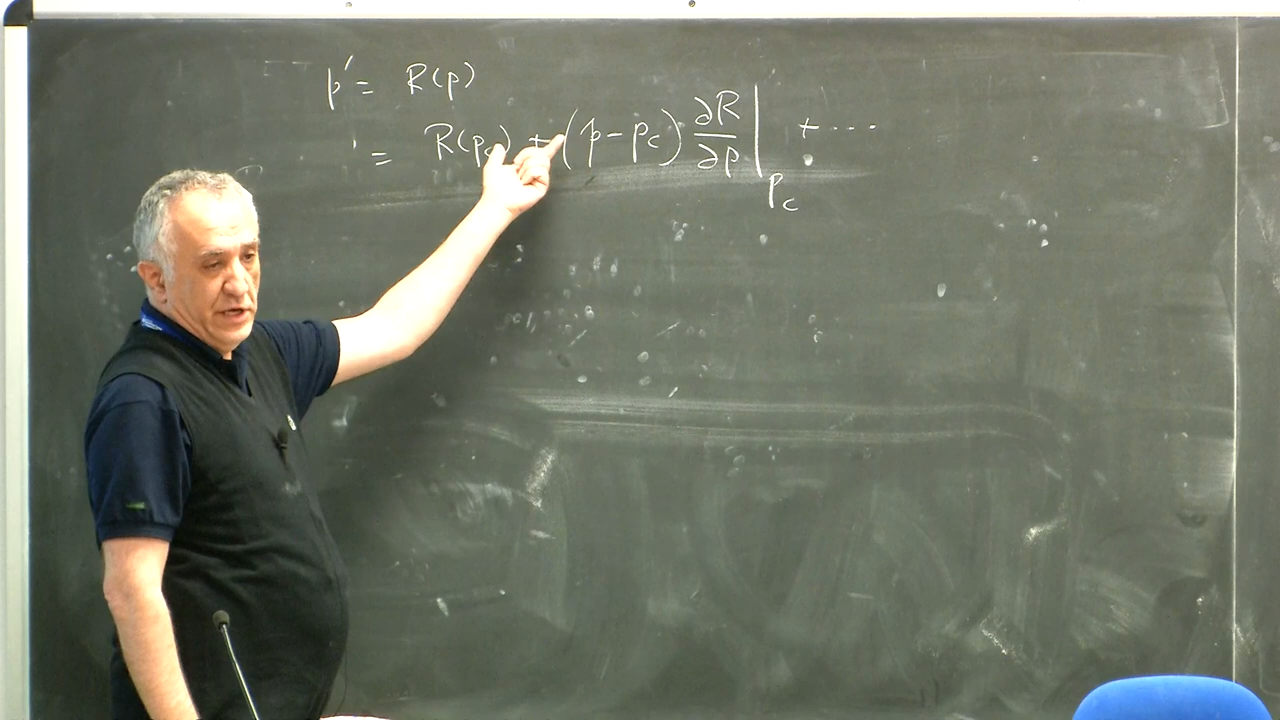 p′ = R(p)
′ = R(pc) + (p − pc) ∂R/∂p |pc + ···